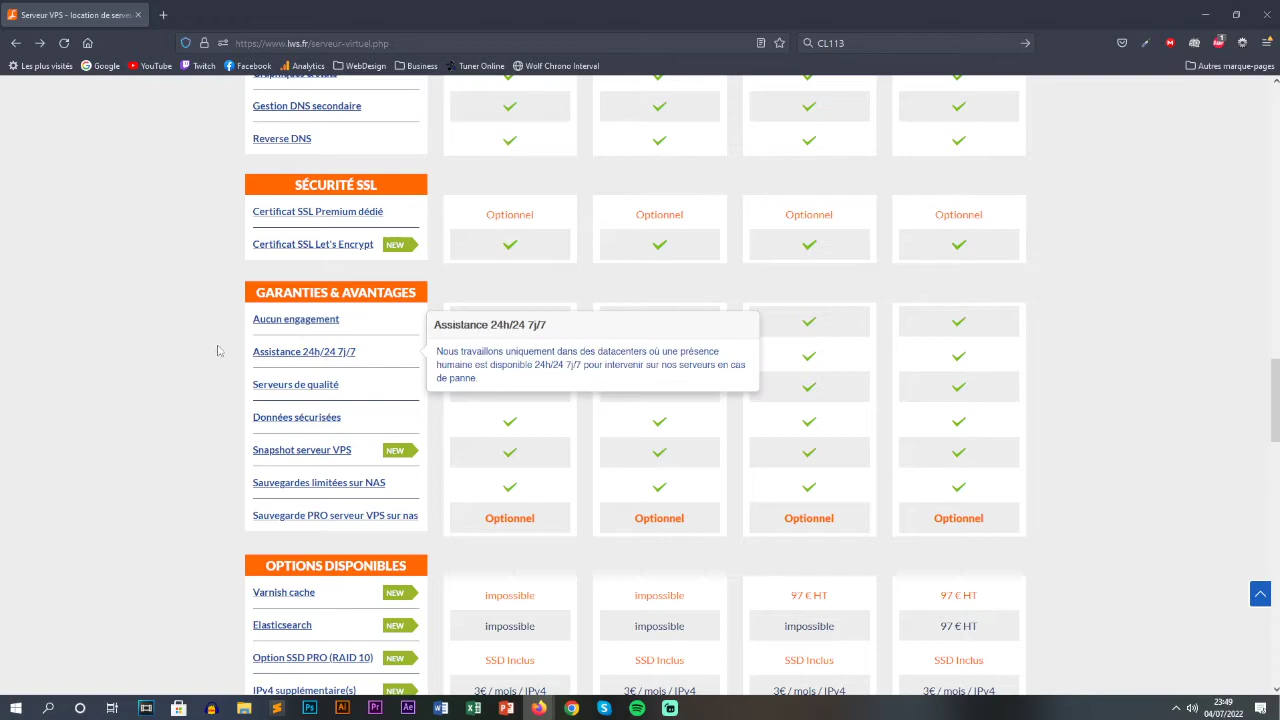 Serveur VPS - location de serve
https://www.lws.fr/serveur-virtuel.php
CL113
Les plus visités
Google
YouTube
Twitch
Facebook
Analytics
WebDesign
Business
Tuner Online
Wolf Chrono Interval
Autres marque-pages
Graphiques & stats
Gestion DNS secondaire
Reverse DNS
SÉCURITÉ SSL
Certificat SSL Premium dédié
Optionnel Optionnel Optionnel Optionnel
Certificat SSL Let's Encrypt NEW
GARANTIES & AVANTAGES
Aucun engagement
Assistance 24h/24 7j/7
Assistance 24h/24 7j/7
Nous travaillons uniquement dans des datacenters où une présence
humaine est disponible 24h/24 7j/7 pour intervenir sur nos serveurs en cas
de panne.
Serveurs de qualité
Données sécurisées
Snapshot serveur VPS NEW
Sauvegardes limitées sur NAS
Sauvegarde PRO serveur VPS sur nas
Optionnel Optionnel Optionnel Optionnel
OPTIONS DISPONIBLES
Varnish cache NEW
impossible impossible 97 € HT 97 € HT
Elasticsearch NEW
impossible impossible impossible 97 € HT
Option SSD PRO (RAID 10) NEW
SSD Inclus SSD Inclus SSD Inclus SSD Inclus
IPv4 supplémentaire(s) NEW
3€ / mois / IPv4 3€ / mois / IPv4 3€ / mois / IPv4 3€ / mois / IPv4
23:49
04/07/2022